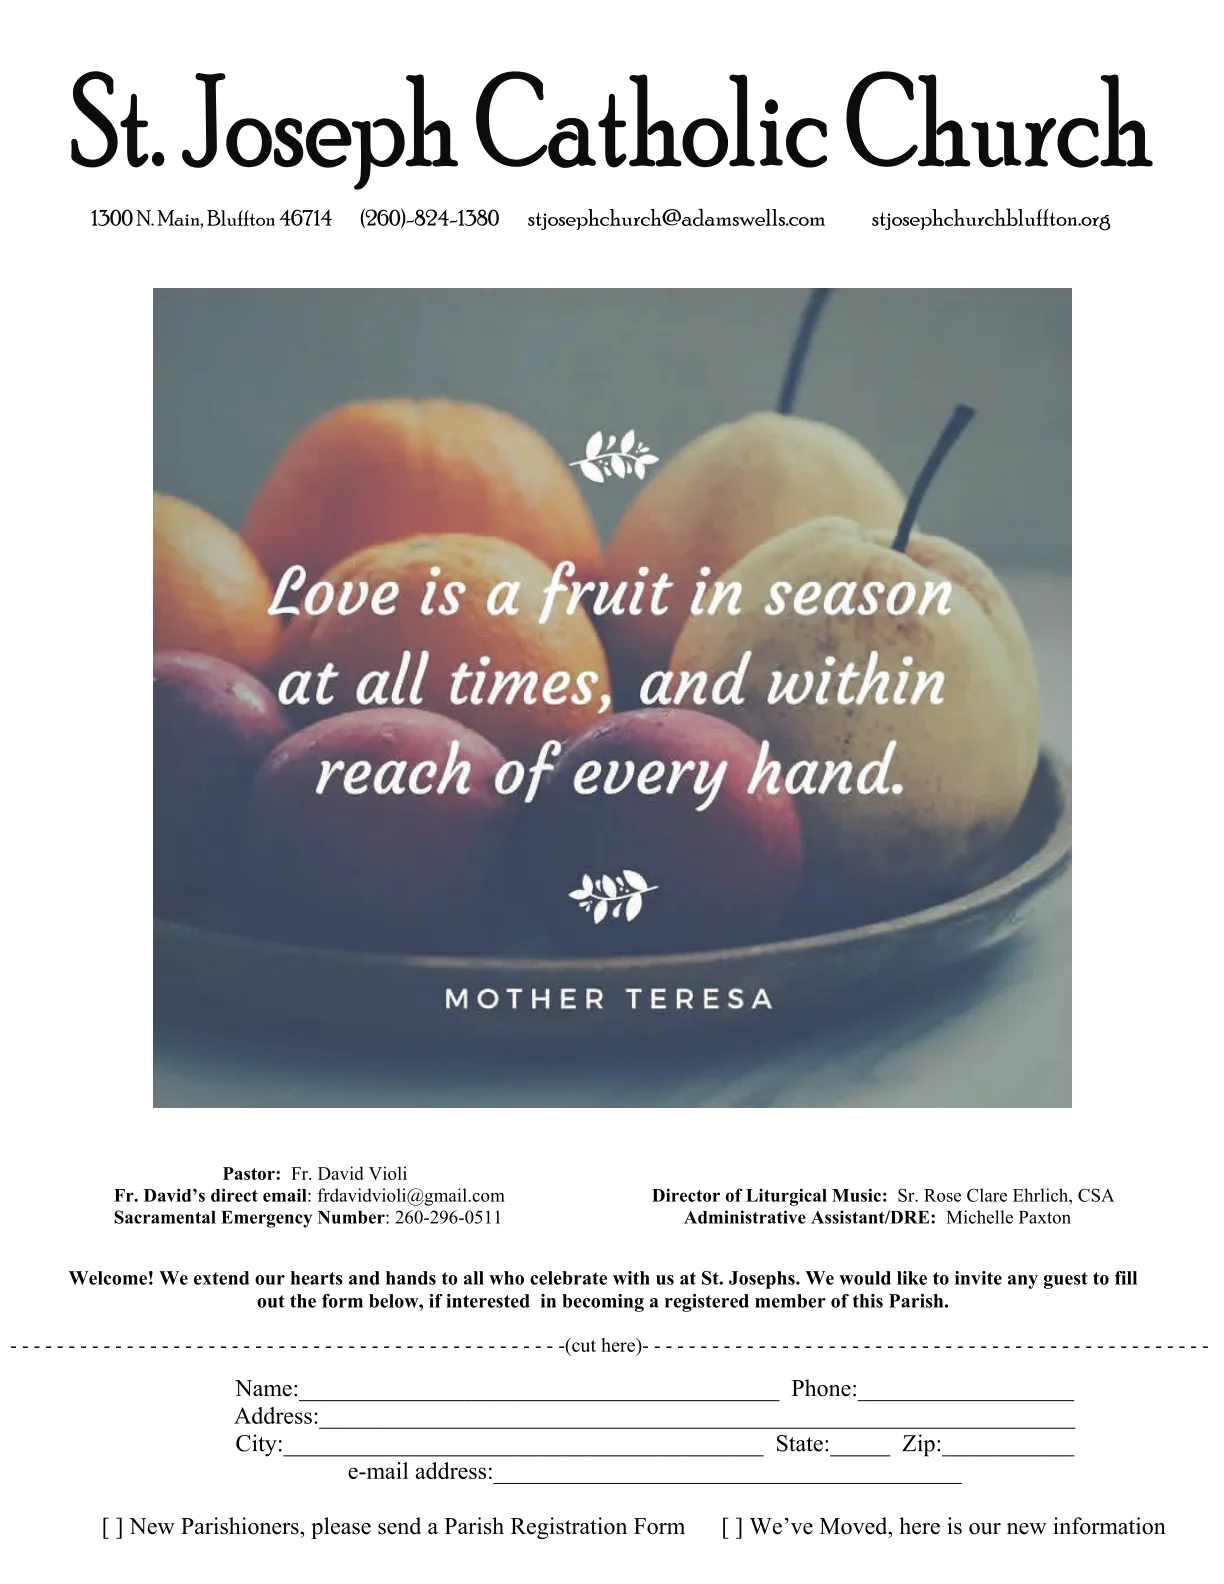 St. Joseph Catholic Church
1300 N. Main, Bluffton 46714 (260)-824-1380 stjosephchurch@adamswells.com stjosephchurchbluffton.org
Love is a fruit in season
at all times, and within
reach of every hand.
MOTHER TERESA
Pastor: Fr. David Violi
Fr. David's direct email: frdavidvioli@gmail.com
Sacramental Emergency Number: 260-296-0511
Director of Liturgical Music: Sr. Rose Clare Ehrlich, CSA
Administrative Assistant/DRE: Michelle Paxton
Welcome! We extend our hearts and hands to all who celebrate with us at St. Josephs. We would like to invite any guest to fill
out the form below, if interested in becoming a registered member of this Parish.
- - - - - - - - - - - - - - - - - - - - - - - - - - - - - - - - - - - - - - - - - - - - - - - -(cut here)- - - - - - - - - - - - - - - - - - - - - - - - - - - - - - - - - - - - - - - - - - - - - - - - -
Name:________________________________________ Phone:__________________
Address:_______________________________________________________________
City:________________________________________ State:_____ Zip:___________
e-mail address:_______________________________________
[ ] New Parishioners, please send a Parish Registration Form [ ] We've Moved, here is our new information